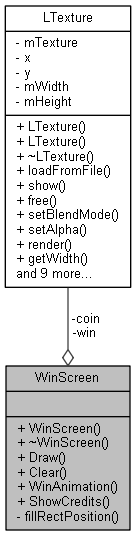 LTexture
- mTexture
- x
- y
- mWidth
- mHeight
+ LTexture()
+ LTexture()
+ ~LTexture()
+ loadFromFile()
+ show()
+ free()
+ setBlendMode()
+ setAlpha()
+ render()
+ getWidth()
and 9 more...
-coin
-win
WinScreen
+ WinScreen()
+ ~WinScreen()
+ Draw()
+ Clear()
+ WinAnimation()
+ ShowCredits()
- fillRectPosition()